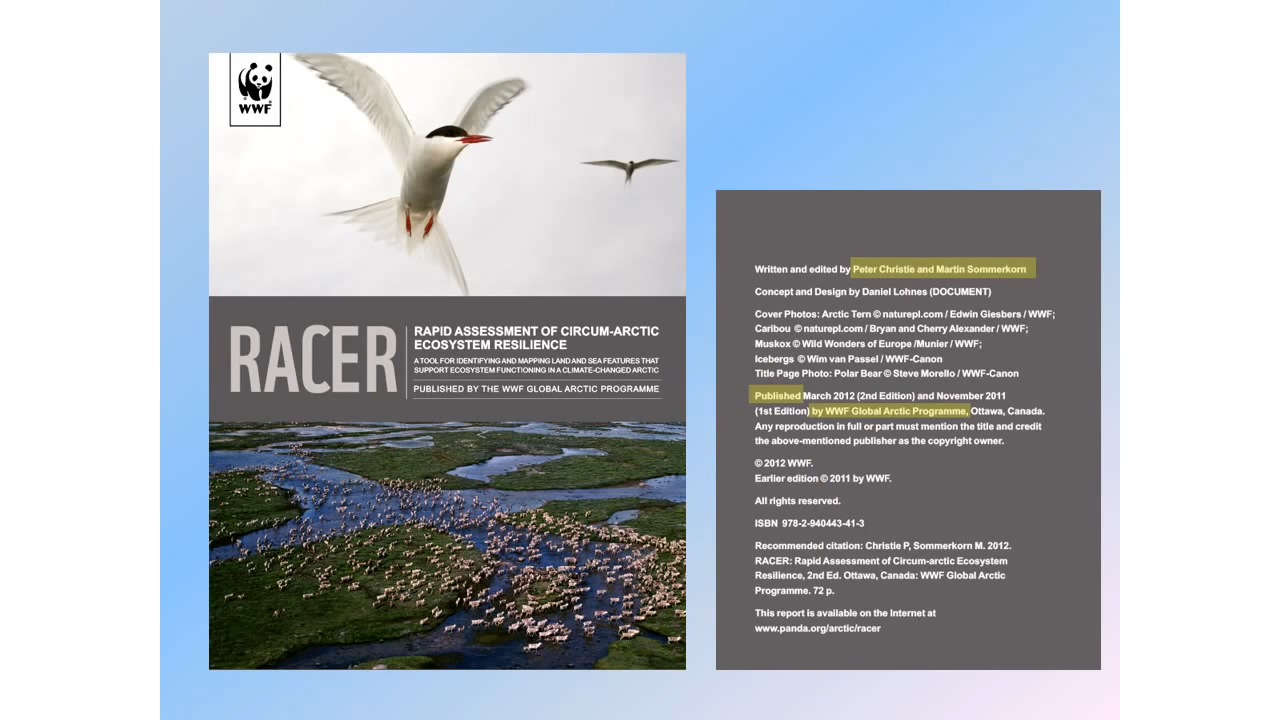 WWF
RACER
RAPID ASSESSMENT OF CIRCUM-ARCTIC
ECOSYSTEM RESILIENCE
A TOOL FOR IDENTIFYING AND MAPPING LAND AND SEA FEATURES THAT
SUPPORT ECOSYSTEM FUNCTIONING IN A CLIMATE-CHANGED ARCTIC
PUBLISHED BY THE WWF GLOBAL ARCTIC PROGRAMME
Written and edited by Peter Christie and Martin Sommerkorn
Concept and Design by Daniel Lohnes (DOCUMENT)
Cover Photos: Arctic Tern © naturepl.com / Edwin Giesbers / WWF;
Caribou © naturepl.com / Bryan and Cherry Alexander / WWF;
Muskox © Wild Wonders of Europe /Munier / WWF;
Icebergs © Wim van Passel / WWF-Canon
Title Page Photo: Polar Bear © Steve Morello / WWF-Canon
Published March 2012 (2nd Edition) and November 2011
(1st Edition) by WWF Global Arctic Programme, Ottawa, Canada.
Any reproduction in full or part must mention the title and credit
the above-mentioned publisher as the copyright owner.
© 2012 WWF.
Earlier edition © 2011 by WWF.
All rights reserved.
ISBN 978-2-940443-41-3
Recommended citation: Christie P, Sommerkorn M. 2012.
RACER: Rapid Assessment of Circum-arctic Ecosystem
Resilience, 2nd Ed. Ottawa, Canada: WWF Global Arctic
Programme. 72 p.
This report is available on the Internet at
www.panda.org/arctic/racer